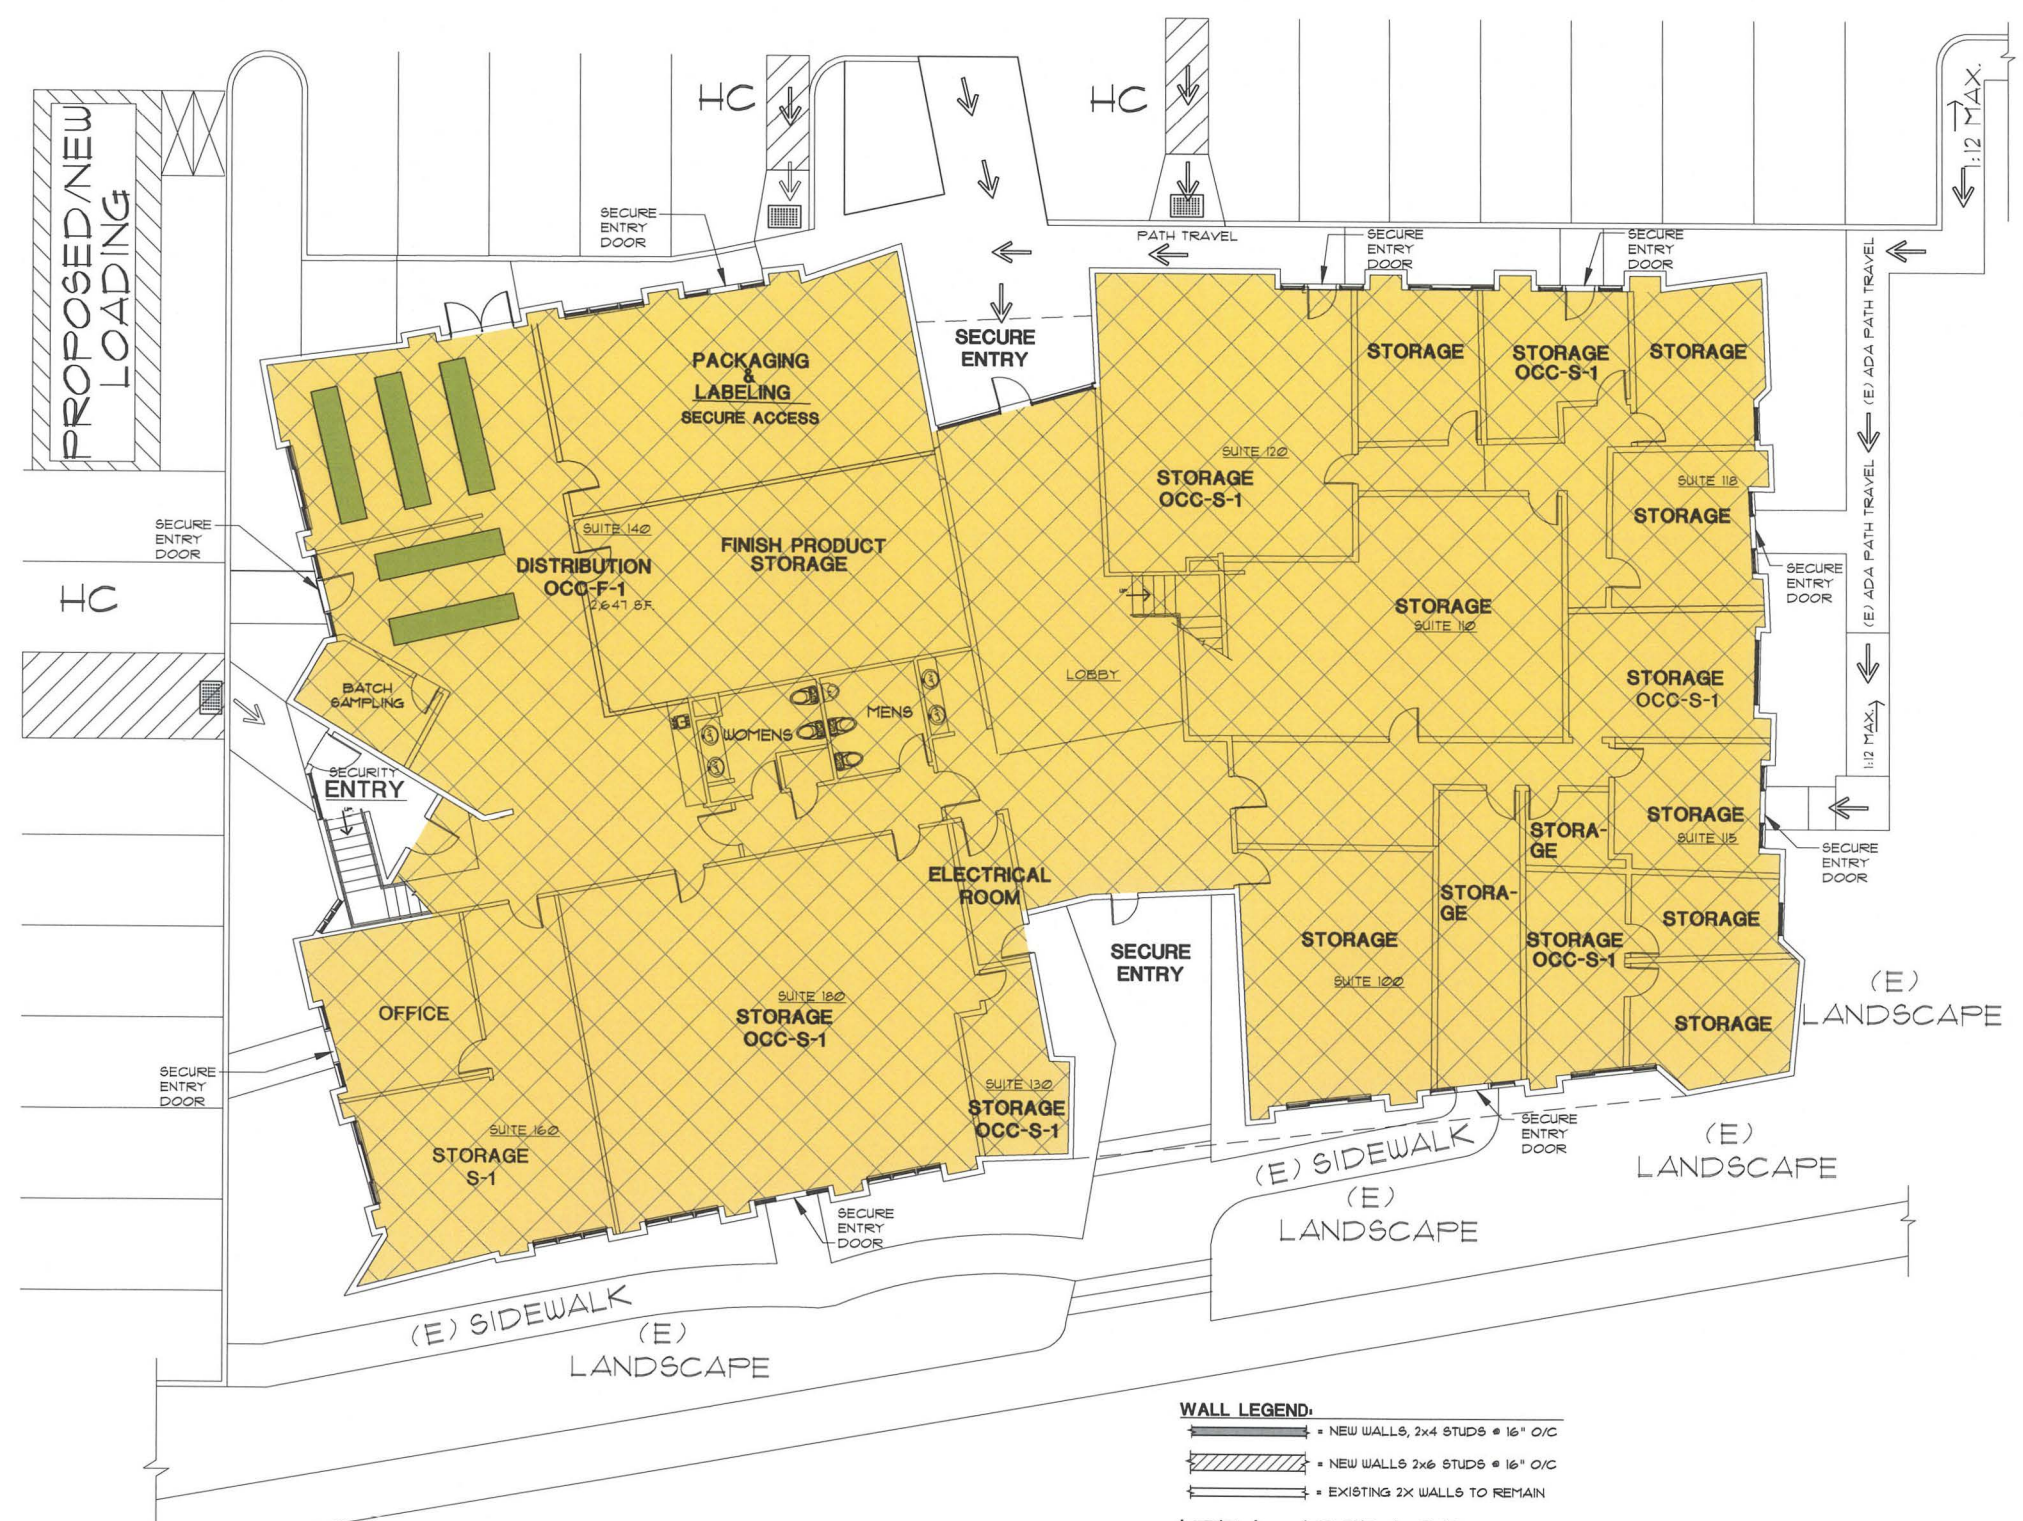 PROPOSED/NEW
LOADING
HC
HC
1:12 MAX.
SECURE
ENTRY
DOOR
PATH TRAVEL
SECURE
ENTRY
DOOR
SECURE
ENTRY
DOOR
(E) ADA PATH TRAVEL
(E) ADA PATH TRAVEL
1:12 MAX.
SECURE
ENTRY
PACKAGING
&
LABELING
SECURE ACCESS
STORAGE
STORAGE
OCC-S-1
STORAGE
SUITE 120
STORAGE
OCC-S-1
SUITE 118
STORAGE
SECURE
ENTRY
DOOR
SUITE 140
DISTRIBUTION
OCC-F-1
2,647 S.F.
FINISH PRODUCT
STORAGE
SECURE
ENTRY
DOOR
HC
UP
STORAGE
SUITE 110
LOBBY
STORAGE
OCC-S-1
BATCH
SAMPLING
WOMENS
MENS
SECURITY
ENTRY
UP
STORAGE
SUITE 115
STORA-
GE
SECURE
ENTRY
DOOR
ELECTRICAL
ROOM
STORA-
GE
STORAGE
STORAGE
SUITE 100
STORAGE
OCC-S-1
SECURE
ENTRY
OFFICE
SUITE 180
STORAGE
OCC-S-1
STORAGE
(E)
LANDSCAPE
SECURE
ENTRY
DOOR
SUITE 130
STORAGE
OCC-S-1
SUITE 160
STORAGE
S-1
SECURE
ENTRY
DOOR
(E) SIDEWALK
(E)
LANDSCAPE
(E)
LANDSCAPE
SECURE
ENTRY
DOOR
(E) SIDEWALK
(E)
LANDSCAPE
WALL LEGEND:
= NEW WALLS, 2x4 STUDS @ 16" O/C
= NEW WALLS 2x6 STUDS @ 16" O/C
= EXISTING 2X WALLS TO REMAIN